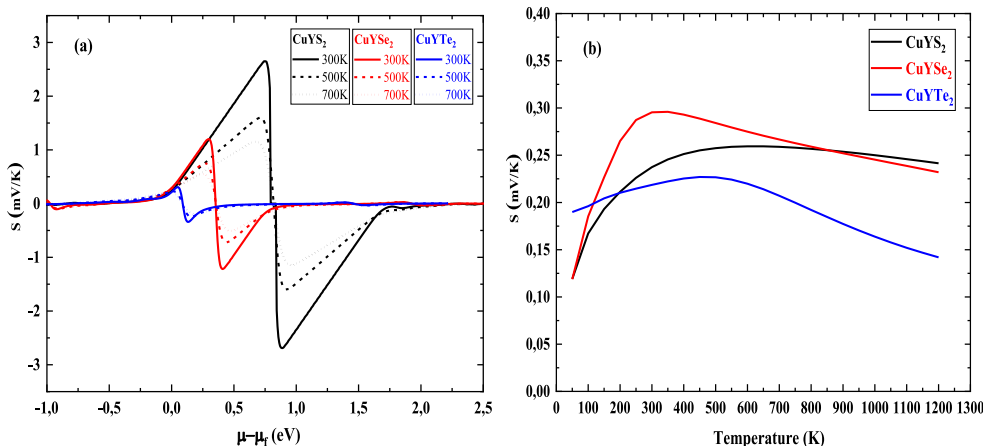 (a)
CuYS2 CuYSe2 CuYTe2
300K 300K 300K
500K 500K 500K
700K 700K 700K
3
2
1
0
-1
-2
-3
S (mV/K)
-1,0 -0,5 0,0 0,5 1,0 1,5 2,0 2,5
μ−μf (eV)
(b)
CuYS2
CuYSe2
CuYTe2
0,40
0,35
0,30
0,25
0,20
0,15
0,10
0,05
0,00
S (mV/K)
0 100 200 300 400 500 600 700 800 900 1000 1100 1200 1300
Temperature (K)